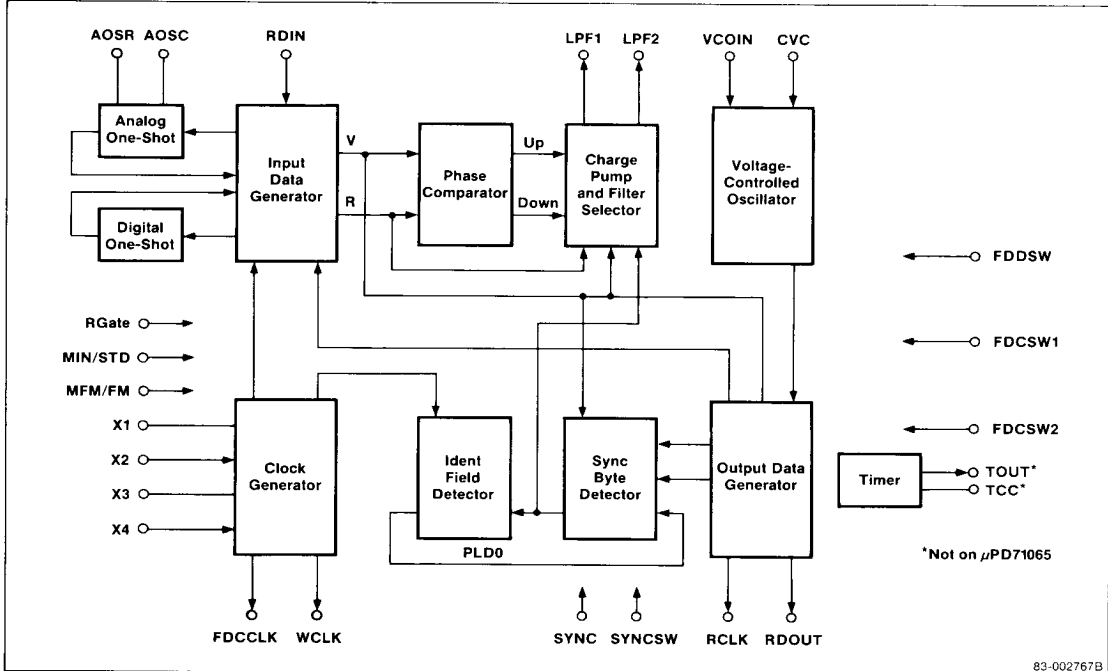 AOSR AOSC RDIN LPF1 LPF2 VCOIN CVC
Analog
One-Shot
Input
Data
Generator
V
R
Phase
Comparator
Up
Down
Charge
Pump
and Filter
Selector
Voltage-
Controlled
Oscillator
Digital
One-Shot
FDDSW
RGate
FDCSW1
MIN/STD
MFM/FM
X1
X2
X3
X4
Clock
Generator
Ident
Field
Detector
Sync
Byte
Detector
Output Data
Generator
FDCSW2
Timer
TOUT*
TCC*
PLD0
*Not on μPD71065
FDCCLK WCLK SYNC SYNCSW RCLK RDOUT
83-002767B